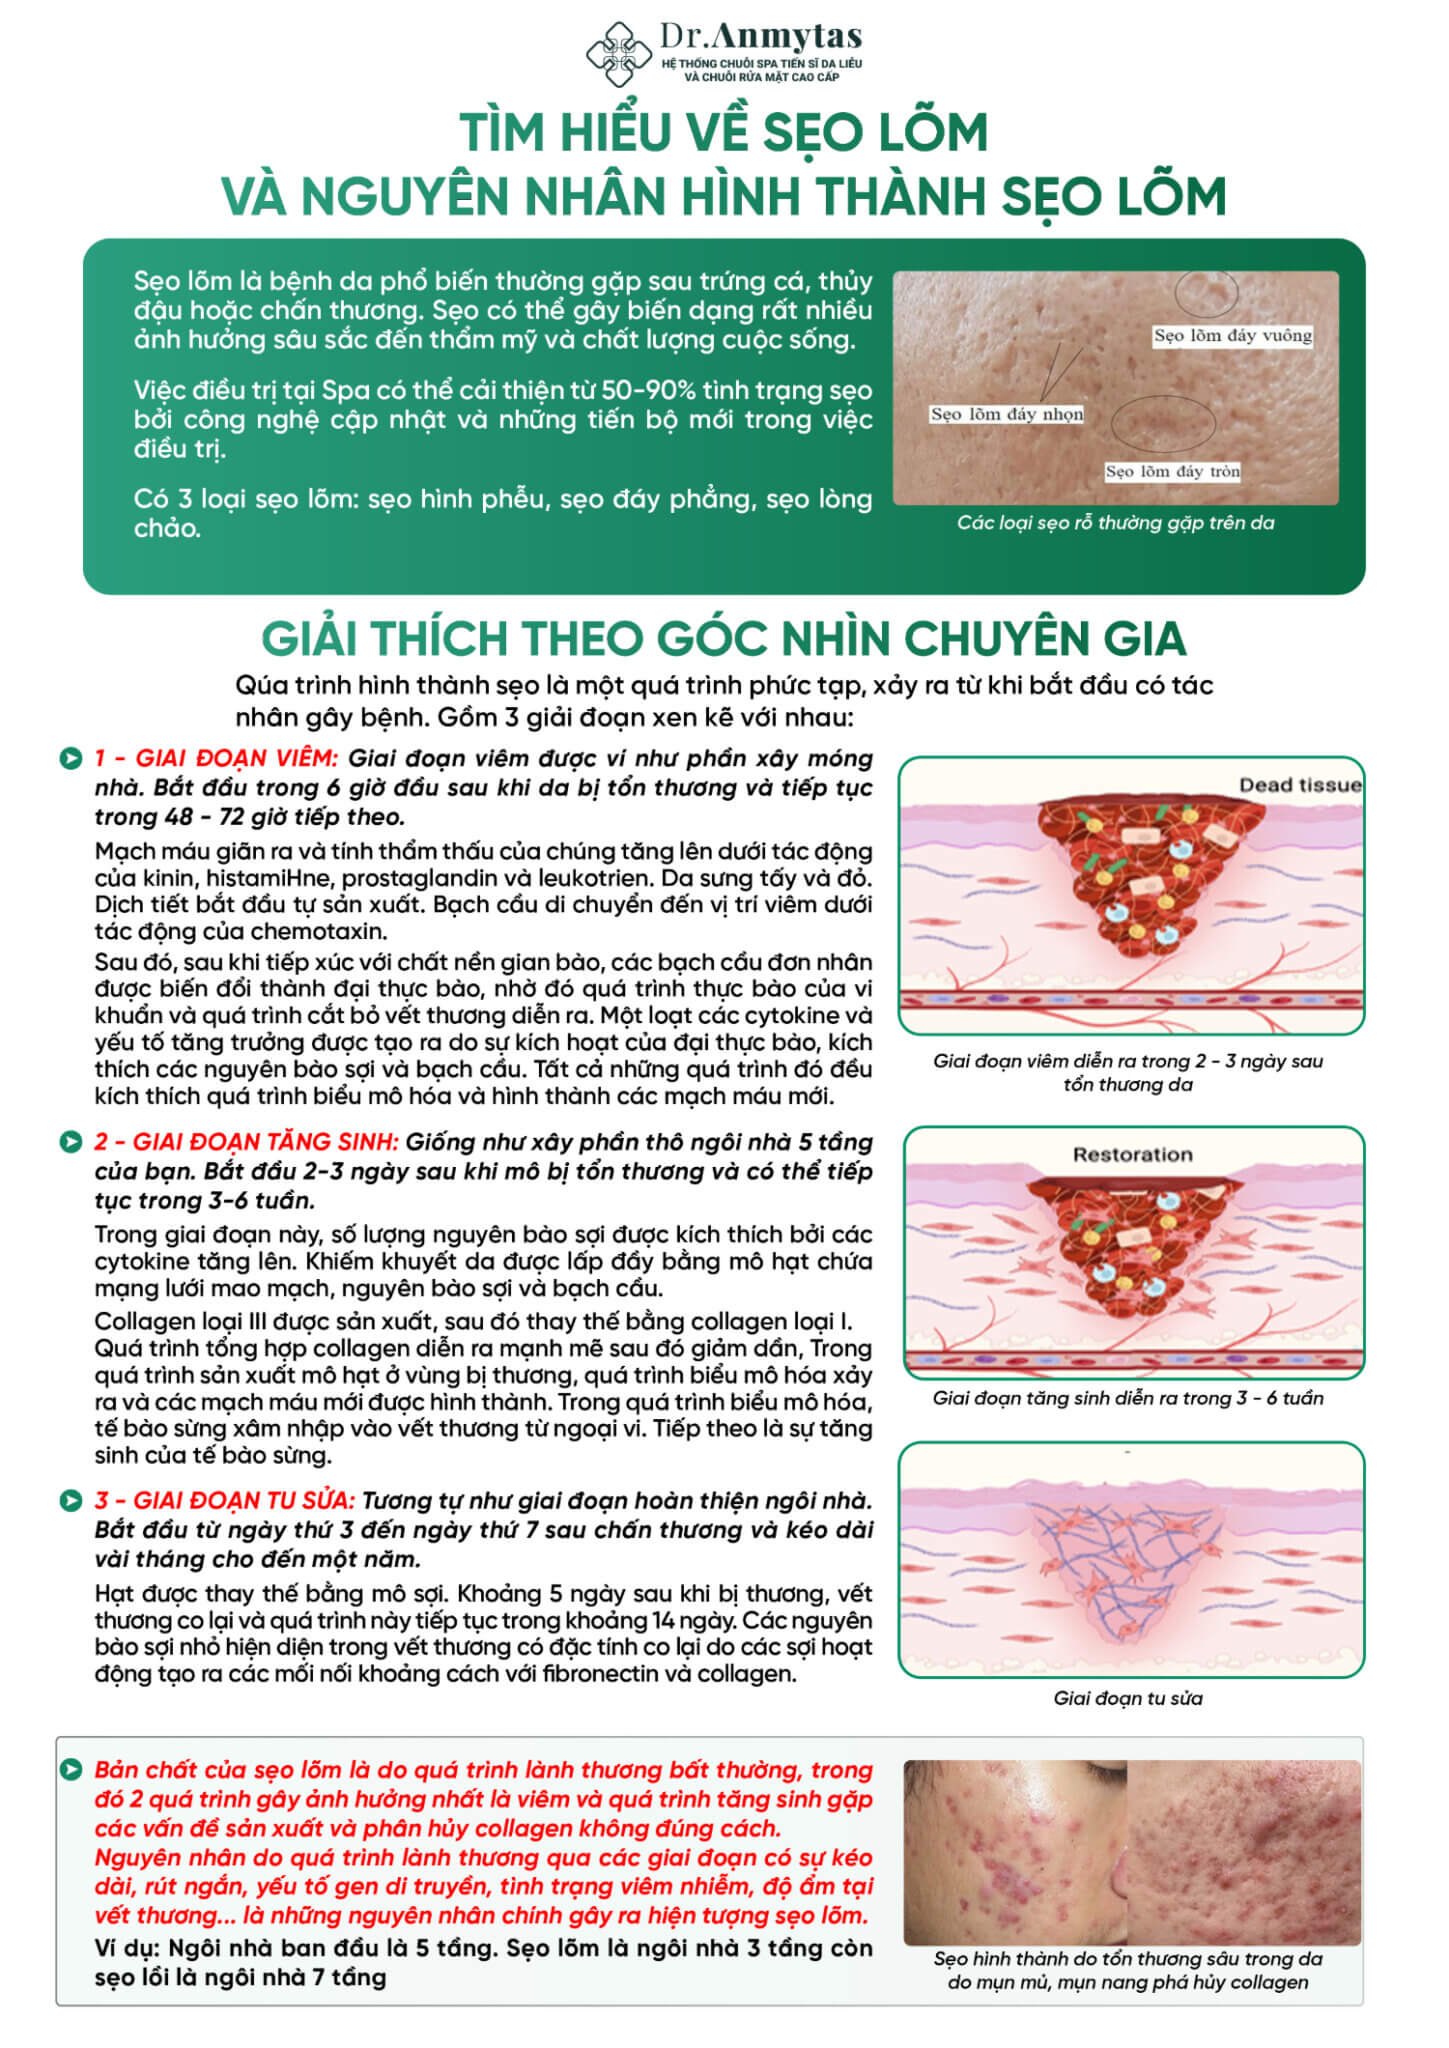 Dr.Anmytas
HỆ THỐNG CHUỖI SPA TIẾN SĨ DA LIỄU
VÀ CHUỖI RỬA MẶT CAO CẤP
TÌM HIỂU VỀ SẸO LÕM
VÀ NGUYÊN NHÂN HÌNH THÀNH SẸO LÕM
Sẹo lõm là bệnh da phổ biến thường gặp sau trứng cá, thủy
đậu hoặc chấn thương. Sẹo có thể gây biến dạng rất nhiều
ảnh hưởng sâu sắc đến thẩm mỹ và chất lượng cuộc sống.
Việc điều trị tại Spa có thể cải thiện từ 50-90% tình trạng sẹo
bởi công nghệ cập nhật và những tiến bộ mới trong việc
điều trị.
Có 3 loại sẹo lõm: sẹo hình phễu, sẹo đáy phẳng, sẹo lòng
chảo.
Sẹo lõm đáy vuông
Sẹo lõm đáy nhọn
Sẹo lõm đáy tròn
Các loại sẹo rỗ thường gặp trên da
GIẢI THÍCH THEO GÓC NHÌN CHUYÊN GIA
Qúa trình hình thành sẹo là một quá trình phức tạp, xảy ra từ khi bắt đầu có tác
nhân gây bệnh. Gồm 3 giải đoạn xen kẽ với nhau:
1 - GIAI ĐOẠN VIÊM: Giai đoạn viêm được ví như phần xây móng
nhà. Bắt đầu trong 6 giờ đầu sau khi da bị tổn thương và tiếp tục
trong 48 - 72 giờ tiếp theo.
Mạch máu giãn ra và tính thẩm thấu của chúng tăng lên dưới tác động
của kinin, histamiHne, prostaglandin và leukotrien. Da sưng tấy và đỏ.
Dịch tiết bắt đầu tự sản xuất. Bạch cầu di chuyển đến vị trí viêm dưới
tác động của chemotaxin.
Sau đó, sau khi tiếp xúc với chất nền gian bào, các bạch cầu đơn nhân
được biến đổi thành đại thực bào, nhờ đó quá trình thực bào của vi
khuẩn và quá trình cắt bỏ vết thương diễn ra. Một loạt các cytokine và
yếu tố tăng trưởng được tạo ra do sự kích hoạt của đại thực bào, kích
thích các nguyên bào sợi và bạch cầu. Tất cả những quá trình đó đều
kích thích quá trình biểu mô hóa và hình thành các mạch máu mới.
Dead tissue
Giai đoạn viêm diễn ra trong 2 - 3 ngày sau
tổn thương da
2 - GIAI ĐOẠN TĂNG SINH: Giống như xây phần thô ngôi nhà 5 tầng
của bạn. Bắt đầu 2-3 ngày sau khi mô bị tổn thương và có thể tiếp
tục trong 3-6 tuần.
Trong giai đoạn này, số lượng nguyên bào sợi được kích thích bởi các
cytokine tăng lên. Khiếm khuyết da được lấp đầy bằng mô hạt chứa
mạng lưới mao mạch, nguyên bào sợi và bạch cầu.
Collagen loại III được sản xuất, sau đó thay thế bằng collagen loại I.
Quá trình tổng hợp collagen diễn ra mạnh mẽ sau đó giảm dần, Trong
quá trình sản xuất mô hạt ở vùng bị thương, quá trình biểu mô hóa xảy
ra và các mạch máu mới được hình thành. Trong quá trình biểu mô hóa,
tế bào sừng xâm nhập vào vết thương từ ngoại vi. Tiếp theo là sự tăng
sinh của tế bào sừng.
Restoration
Giai đoạn tăng sinh diễn ra trong 3 - 6 tuần
3 - GIAI ĐOẠN TU SỬA: Tương tự như giai đoạn hoàn thiện ngôi nhà.
Bắt đầu từ ngày thứ 3 đến ngày thứ 7 sau chấn thương và kéo dài
vài tháng cho đến một năm.
Hạt được thay thế bằng mô sợi. Khoảng 5 ngày sau khi bị thương, vết
thương co lại và quá trình này tiếp tục trong khoảng 14 ngày. Các nguyên
bào sợi nhỏ hiện diện trong vết thương có đặc tính co lại do các sợi hoạt
động tạo ra các mối nối khoảng cách với fibronectin và collagen.
Giai đoạn tu sửa
Bản chất của sẹo lõm là do quá trình lành thương bất thường, trong
đó 2 quá trình gây ảnh hưởng nhất là viêm và quá trình tăng sinh gặp
các vấn đề sản xuất và phân hủy collagen không đúng cách.
Nguyên nhân do quá trình lành thương qua các giai đoạn có sự kéo
dài, rút ngắn, yếu tố gen di truyền, tình trạng viêm nhiễm, độ ẩm tại
vết thương... là những nguyên nhân chính gây ra hiện tượng sẹo lõm.
Ví dụ: Ngôi nhà ban đầu là 5 tầng. Sẹo lõm là ngôi nhà 3 tầng còn
sẹo lồi là ngôi nhà 7 tầng
Sẹo hình thành do tổn thương sâu trong da
do mụn mủ, mụn nang phá hủy collagen